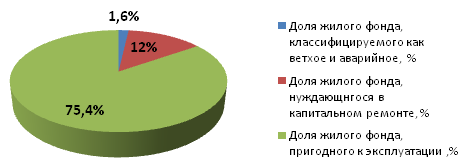 1,6%
12%
75,4%
Доля жилого фонда,
классифицируемого как
ветхое и аварийное, %
Доля жилого фонда,
нуждающнгося в
капитальном ремонте,%
Доля жилого фонда,
пригодного к эксплуатации ,%